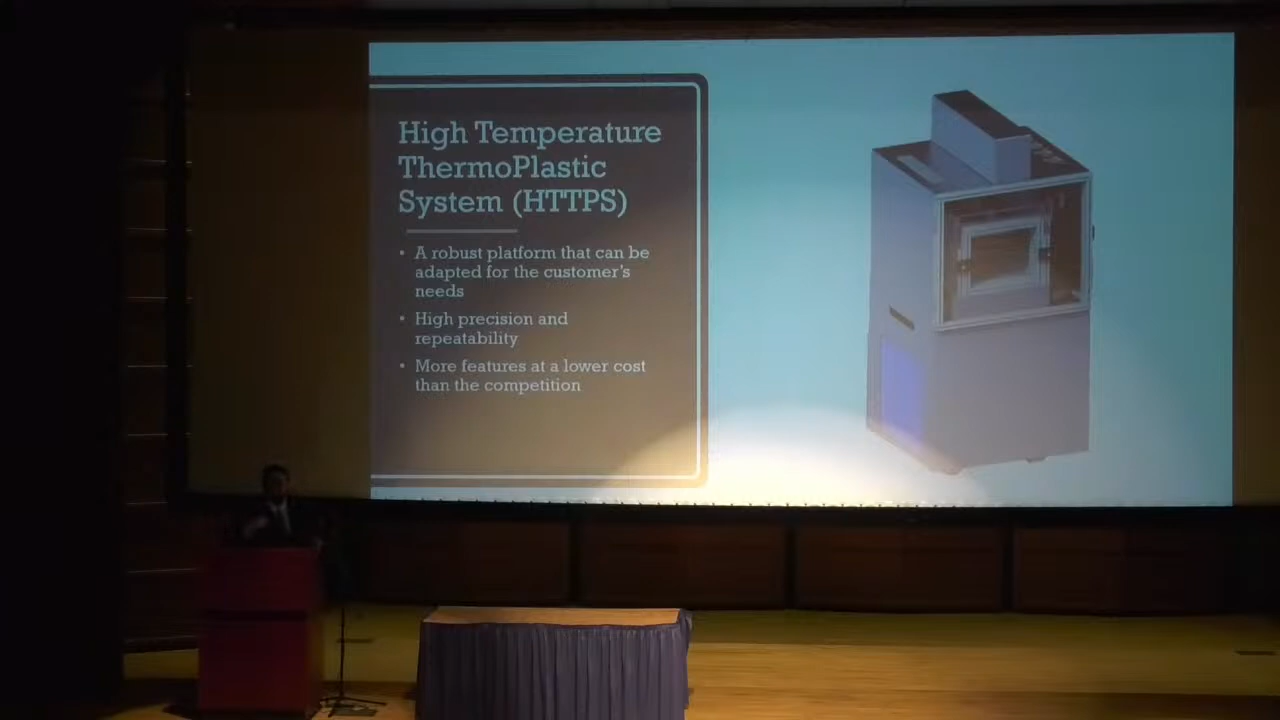 High Temperature
ThermoPlastic
System (HTTPS)
• A robust platform that can be
adapted for the customer's
needs
• High precision and
repeatability
• More features at a lower cost
than the competition